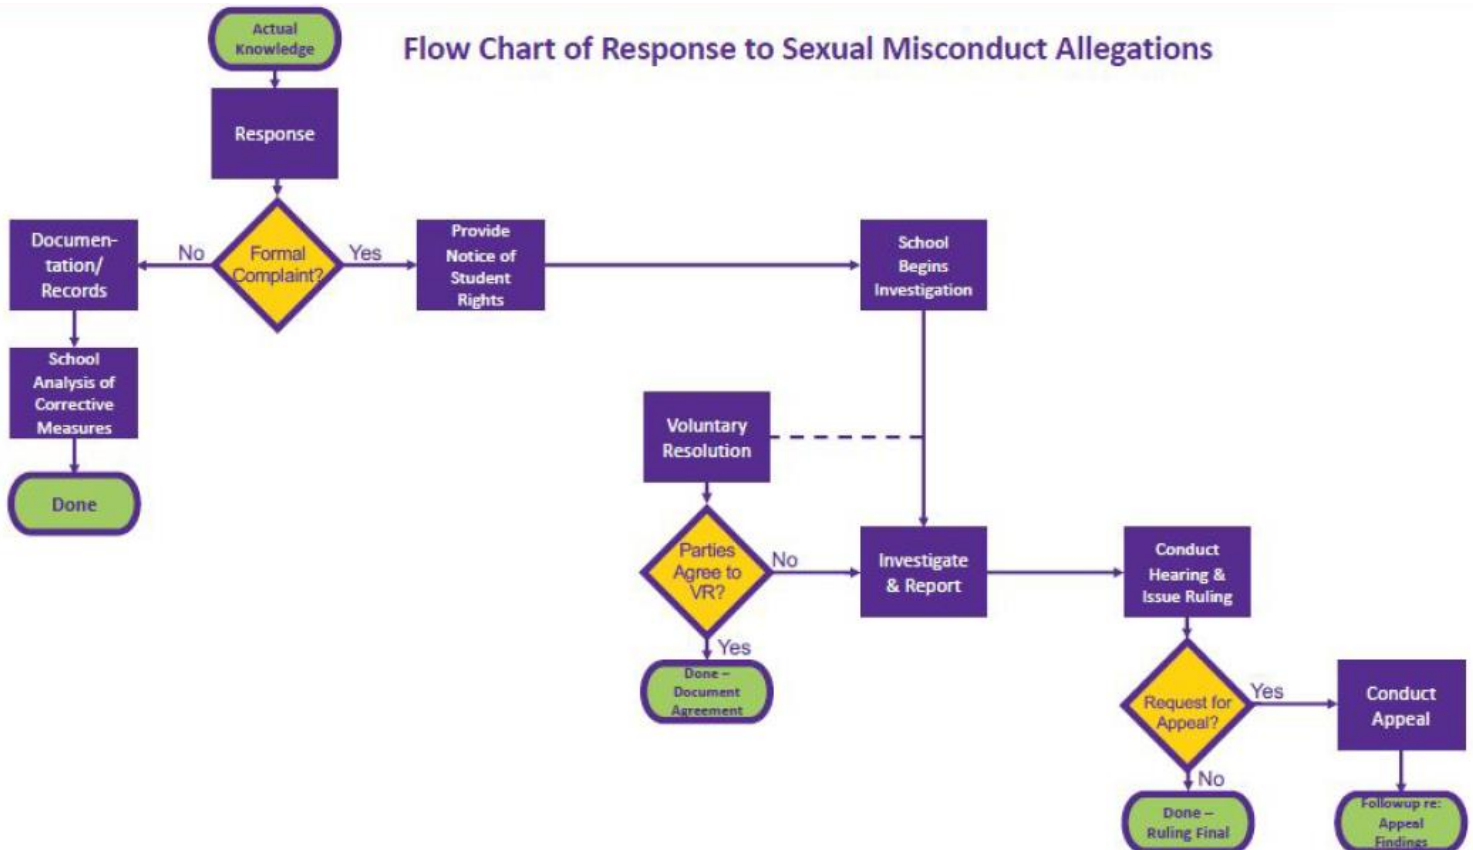 Actual
Knowledge
Flow Chart of Response to Sexual Misconduct Allegations
Response
Documen-
tation/
Records
No
Formal
Complaint?
Yes
Provide
Notice of
Student
Rights
School
Begins
Investigation
School
Analysis of
Corrective
Measures
Done
Voluntary
Resolution
Parties
Agree to
VR?
No
Investigate
& Report
Conduct
Hearing &
Issue Ruling
Yes
Done –
Document
Agreement
Request for
Appeal?
Yes
Conduct
Appeal
No
Done –
Ruling Final
Followup re:
Appeal
Findings